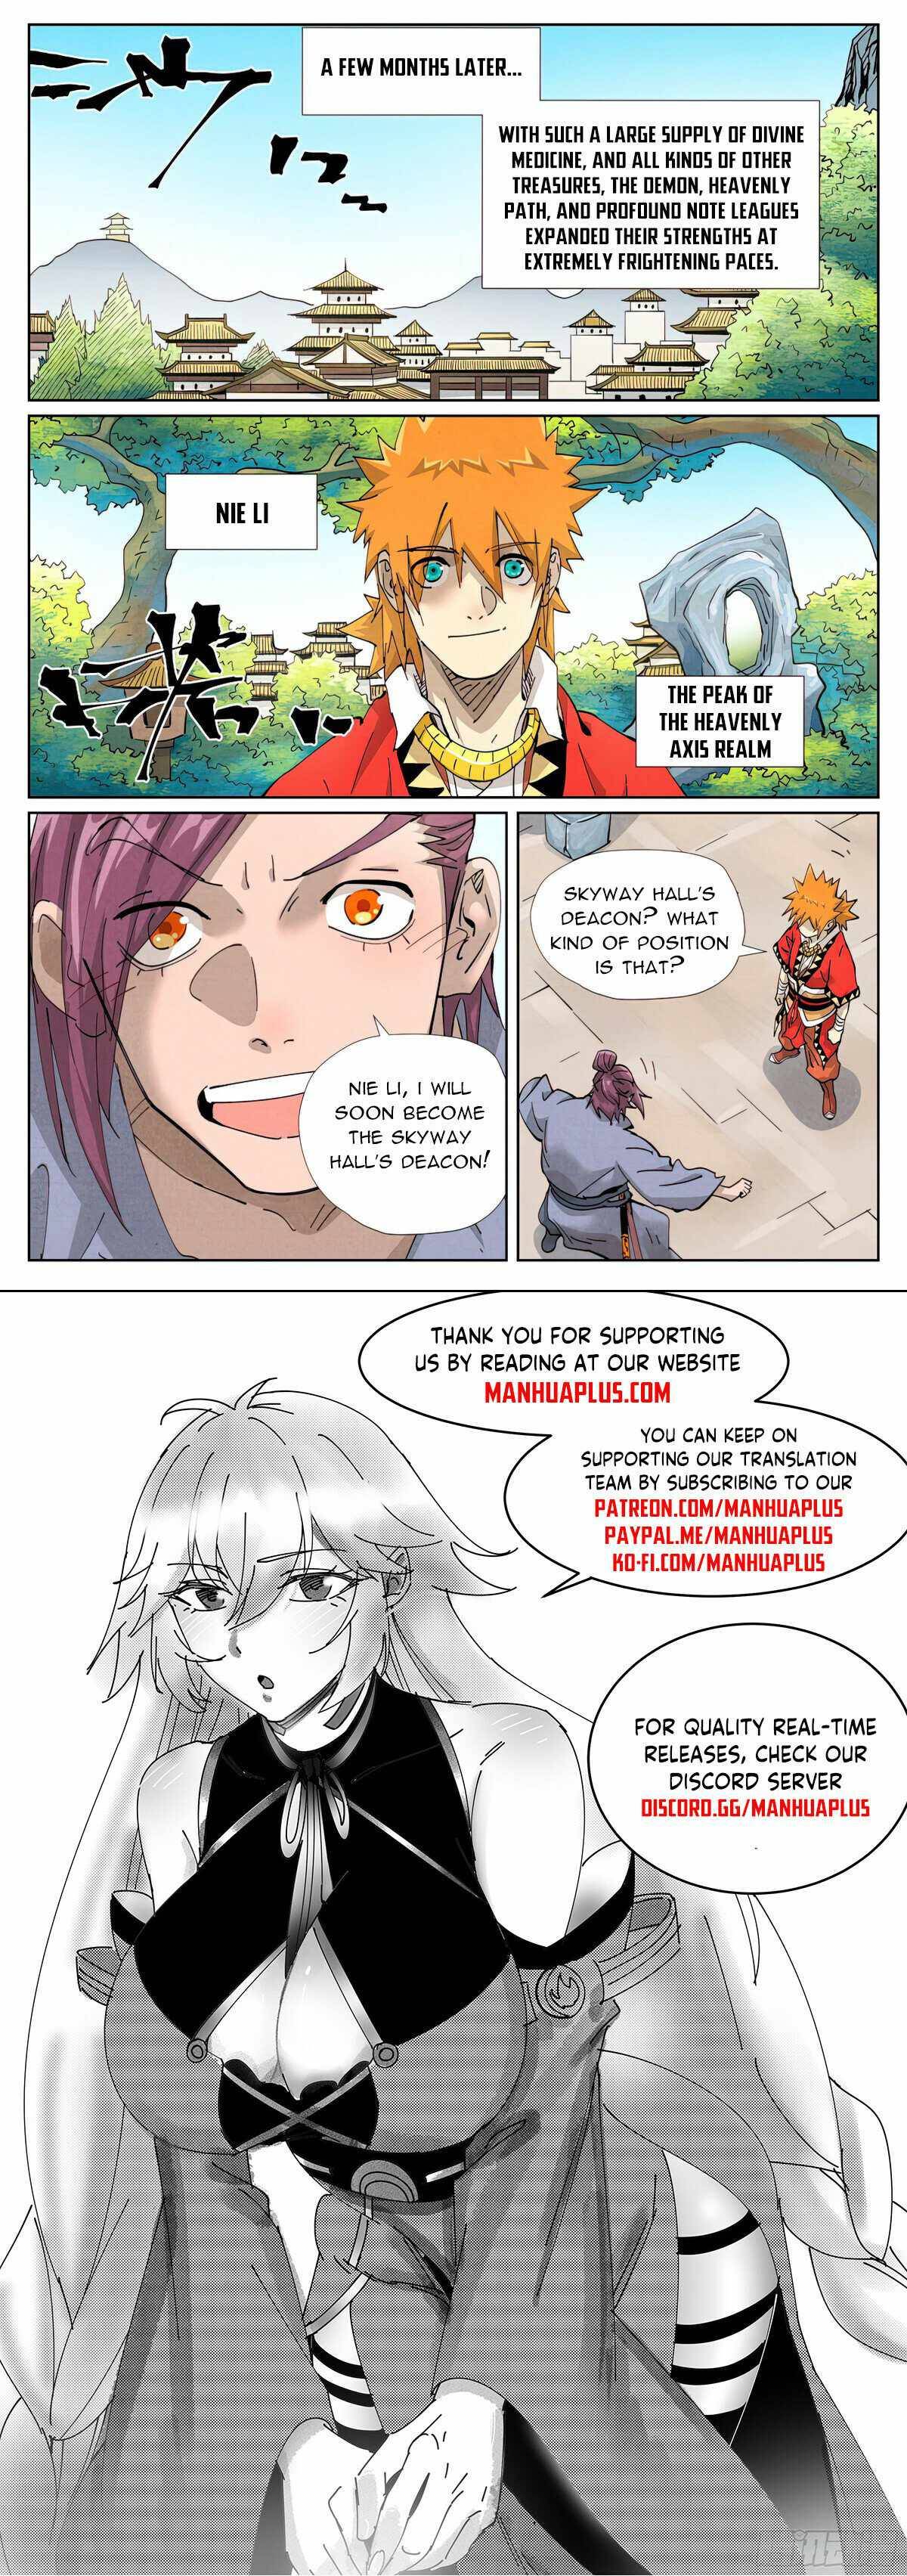 A FEW MONTHS LATER...
WITH SUCH A LARGE SUPPLY OF DIVINE
MEDICINE, AND ALL KINDS OF OTHER
TREASURES, THE DEMON, HEAVENLY
PATH, AND PROFOUND NOTE LEAGUES
EXPANDED THEIR STRENGTHS AT
EXTREMELY FRIGHTENING PACES.
NIE LI
THE PEAK OF
THE HEAVENLY
AXIS REALM
NIE LI, I WILL
SOON BECOME
THE SKYWAY
HALL'S DEACON!
SKYWAY HALL'S
DEACON? WHAT
KIND OF POSITION
IS THAT?
THANK YOU FOR SUPPORTING
US BY READING AT OUR WEBSITE
MANHUAPLUS.COM
YOU CAN KEEP ON
SUPPORTING OUR TRANSLATION
TEAM BY SUBSCRIBING TO OUR
PATREON.COM/MANHUAPLUS
PAYPAL.ME/MANHUAPLUS
KO-FI.COM/MANHUAPLUS
FOR QUALITY REAL-TIME
RELEASES, CHECK OUR
DISCORD SERVER
DISCORD.GG/MANHUAPLUS